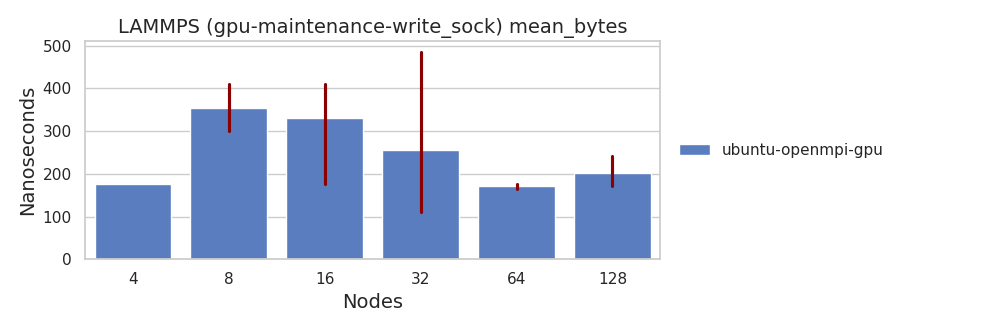 LAMMPS (gpu-maintenance-write_sock) mean_bytes
Nanoseconds
500
400
300
200
100
0
4 8 16 32 64 128
Nodes
ubuntu-openmpi-gpu